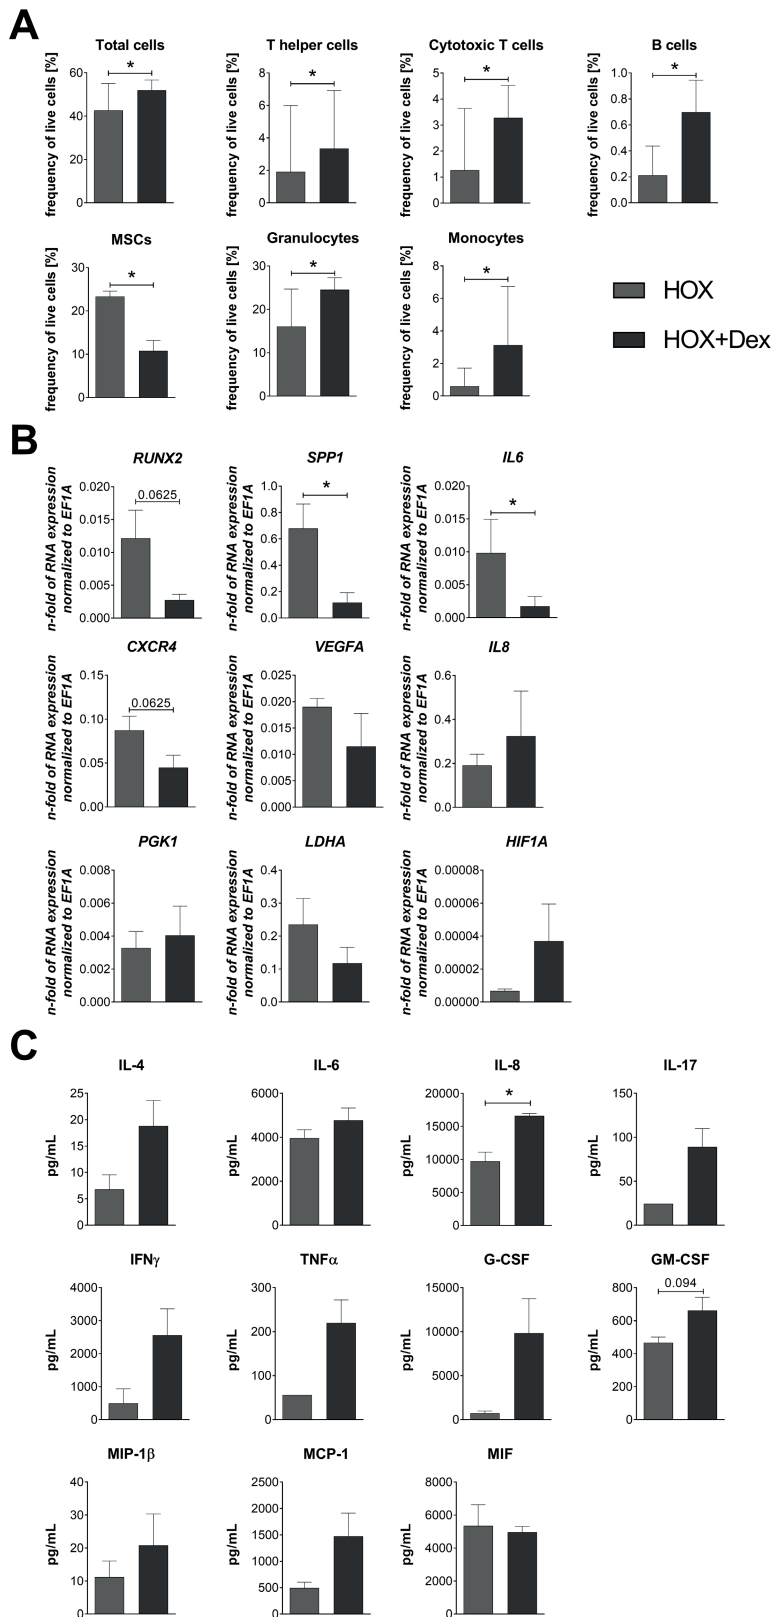 A
Total cells
T helper cells
Cytotoxic T cells
B cells
frequency of live cells [%]
60
40
20
0
*
frequency of live cells [%]
8
6
4
2
0
*
frequency of live cells [%]
5
4
3
2
1
0
*
frequency of live cells [%]
1.0
0.8
0.6
0.4
0.2
0.0
*
MSCs
Granulocytes
Monocytes
frequency of live cells [%]
30
20
10
0
*
frequency of live cells [%]
30
20
10
0
*
frequency of live cells [%]
8
6
4
2
0
*
HOX
HOX+Dex
B
RUNX2
SPP1
IL6
n-fold of RNA expression
normalized to EF1A
0.020
0.015
0.010
0.005
0.000
0.0625
n-fold of RNA expression
normalized to EF1A
1.0
0.8
0.6
0.4
0.2
0.0
*
n-fold of RNA expression
normalized to EF1A
0.020
0.015
0.010
0.005
0.000
*
CXCR4
VEGFA
IL8
n-fold of RNA expression
normalized to EF1A
0.15
0.10
0.05
0.00
0.0625
n-fold of RNA expression
normalized to EF1A
0.025
0.020
0.015
0.010
0.005
0.000
n-fold of RNA expression
normalized to EF1A
0.6
0.4
0.2
0.0
PGK1
LDHA
HIF1A
n-fold of RNA expression
normalized to EF1A
0.008
0.006
0.004
0.002
0.000
n-fold of RNA expression
normalized to EF1A
0.4
0.3
0.2
0.1
0.0
n-fold of RNA expression
normalized to EF1A
0.00008
0.00006
0.00004
0.00002
0.00000
C
IL-4
IL-6
IL-8
IL-17
pg/mL
25
20
15
10
5
0
pg/mL
6000
4000
2000
0
pg/mL
20000
15000
10000
5000
0
*
pg/mL
150
100
50
0
IFNγ
TNFα
G-CSF
GM-CSF
pg/mL
4000
3000
2000
1000
0
pg/mL
300
200
100
0
pg/mL
15000
10000
5000
0
pg/mL
800
600
400
200
0
0.094
MIP-1β
MCP-1
MIF
pg/mL
40
30
20
10
0
pg/mL
2500
2000
1500
1000
500
0
pg/mL
8000
6000
4000
2000
0